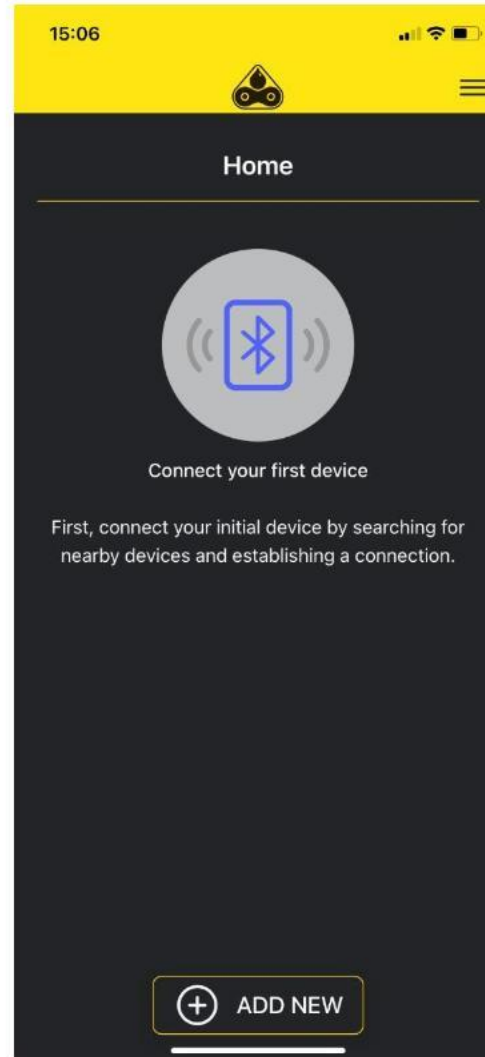 15:06
Home
Connect your first device
First, connect your initial device by searching for
nearby devices and establishing a connection.
ADD NEW